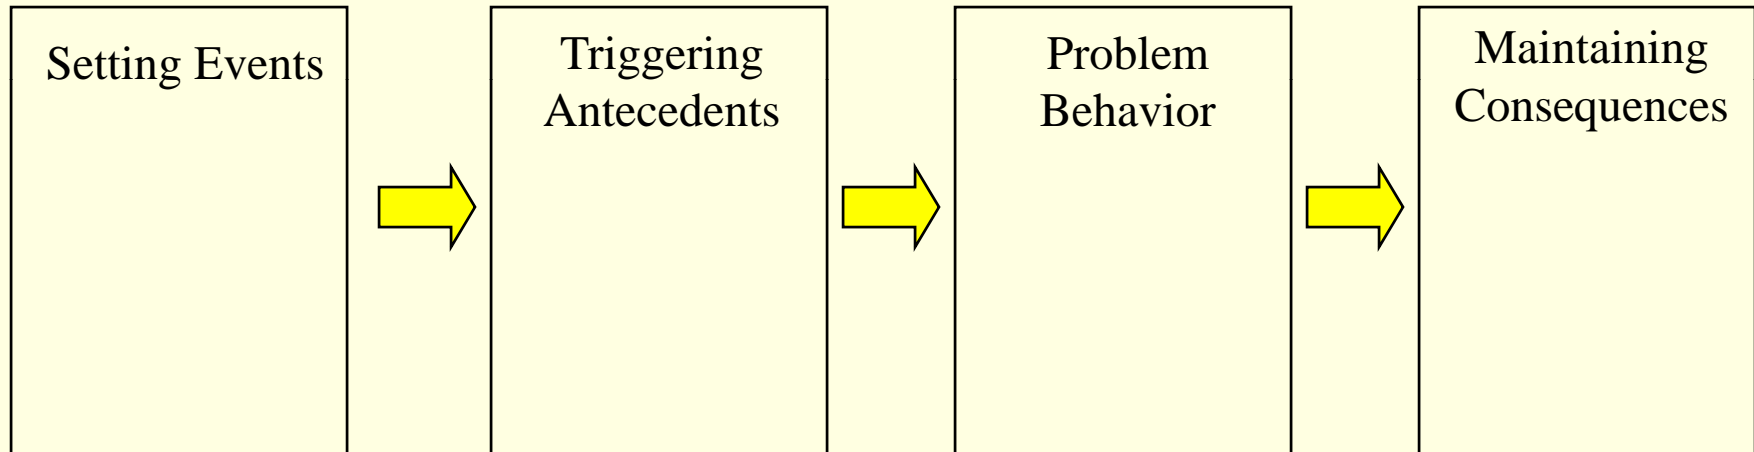 Setting Events
Triggering
Antecedents
Problem
Behavior
Maintaining
Consequences